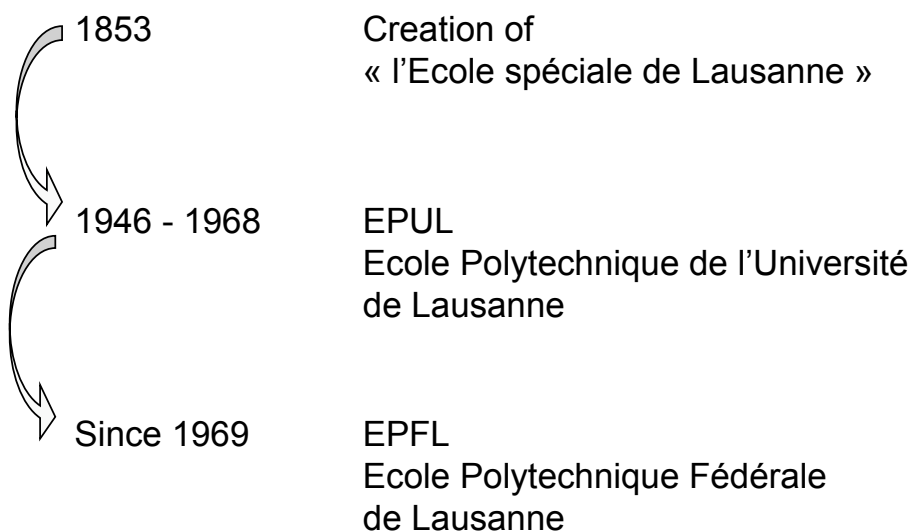 1853 Creation of
« l’Ecole spéciale de Lausanne »
1946 - 1968 EPUL
Ecole Polytechnique de l’Université
de Lausanne
Since 1969 EPFL
Ecole Polytechnique Fédérale
de Lausanne